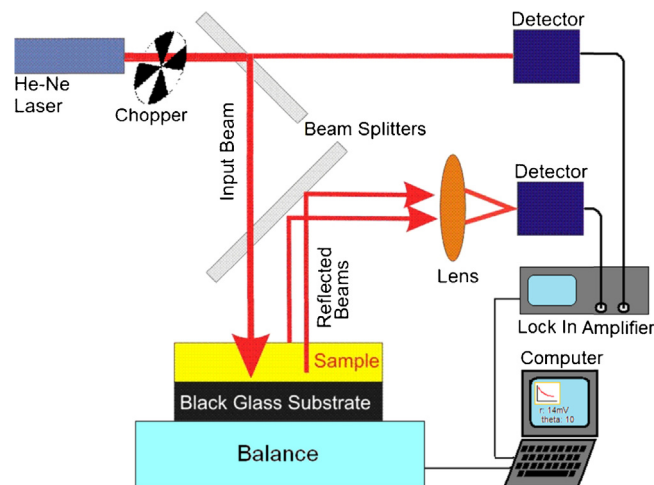 He-Ne
Laser
Chopper
Beam Splitters
Detector
Input Beam
Detector
Lens
Reflected
Beams
Lock In Amplifier
Sample
Black Glass Substrate
Computer
r: 14mV
theta: 10
Balance